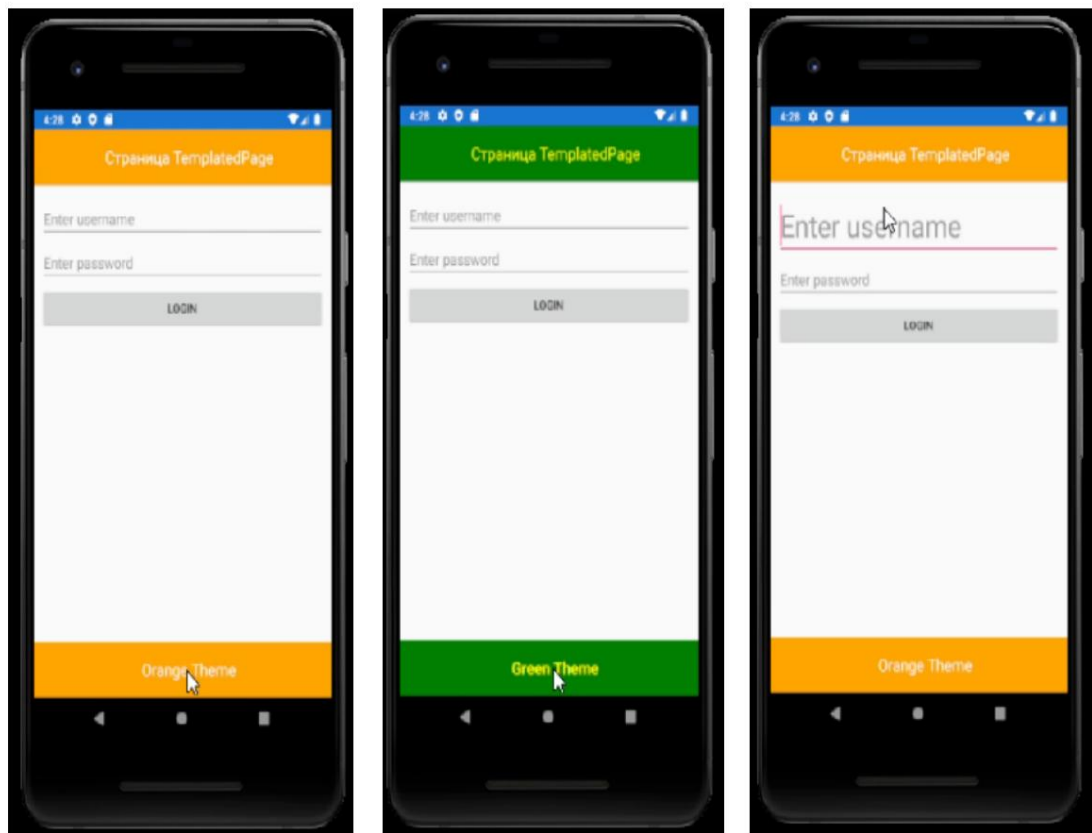 4:28
Страница TemplatedPage
Enter username
Enter password
LOGIN
Orange Theme
4:28
Страница TemplatedPage
Enter username
Enter password
LOGIN
Green Theme
4:28
Страница TemplatedPage
Enter username
Enter password
LOGIN
Orange Theme